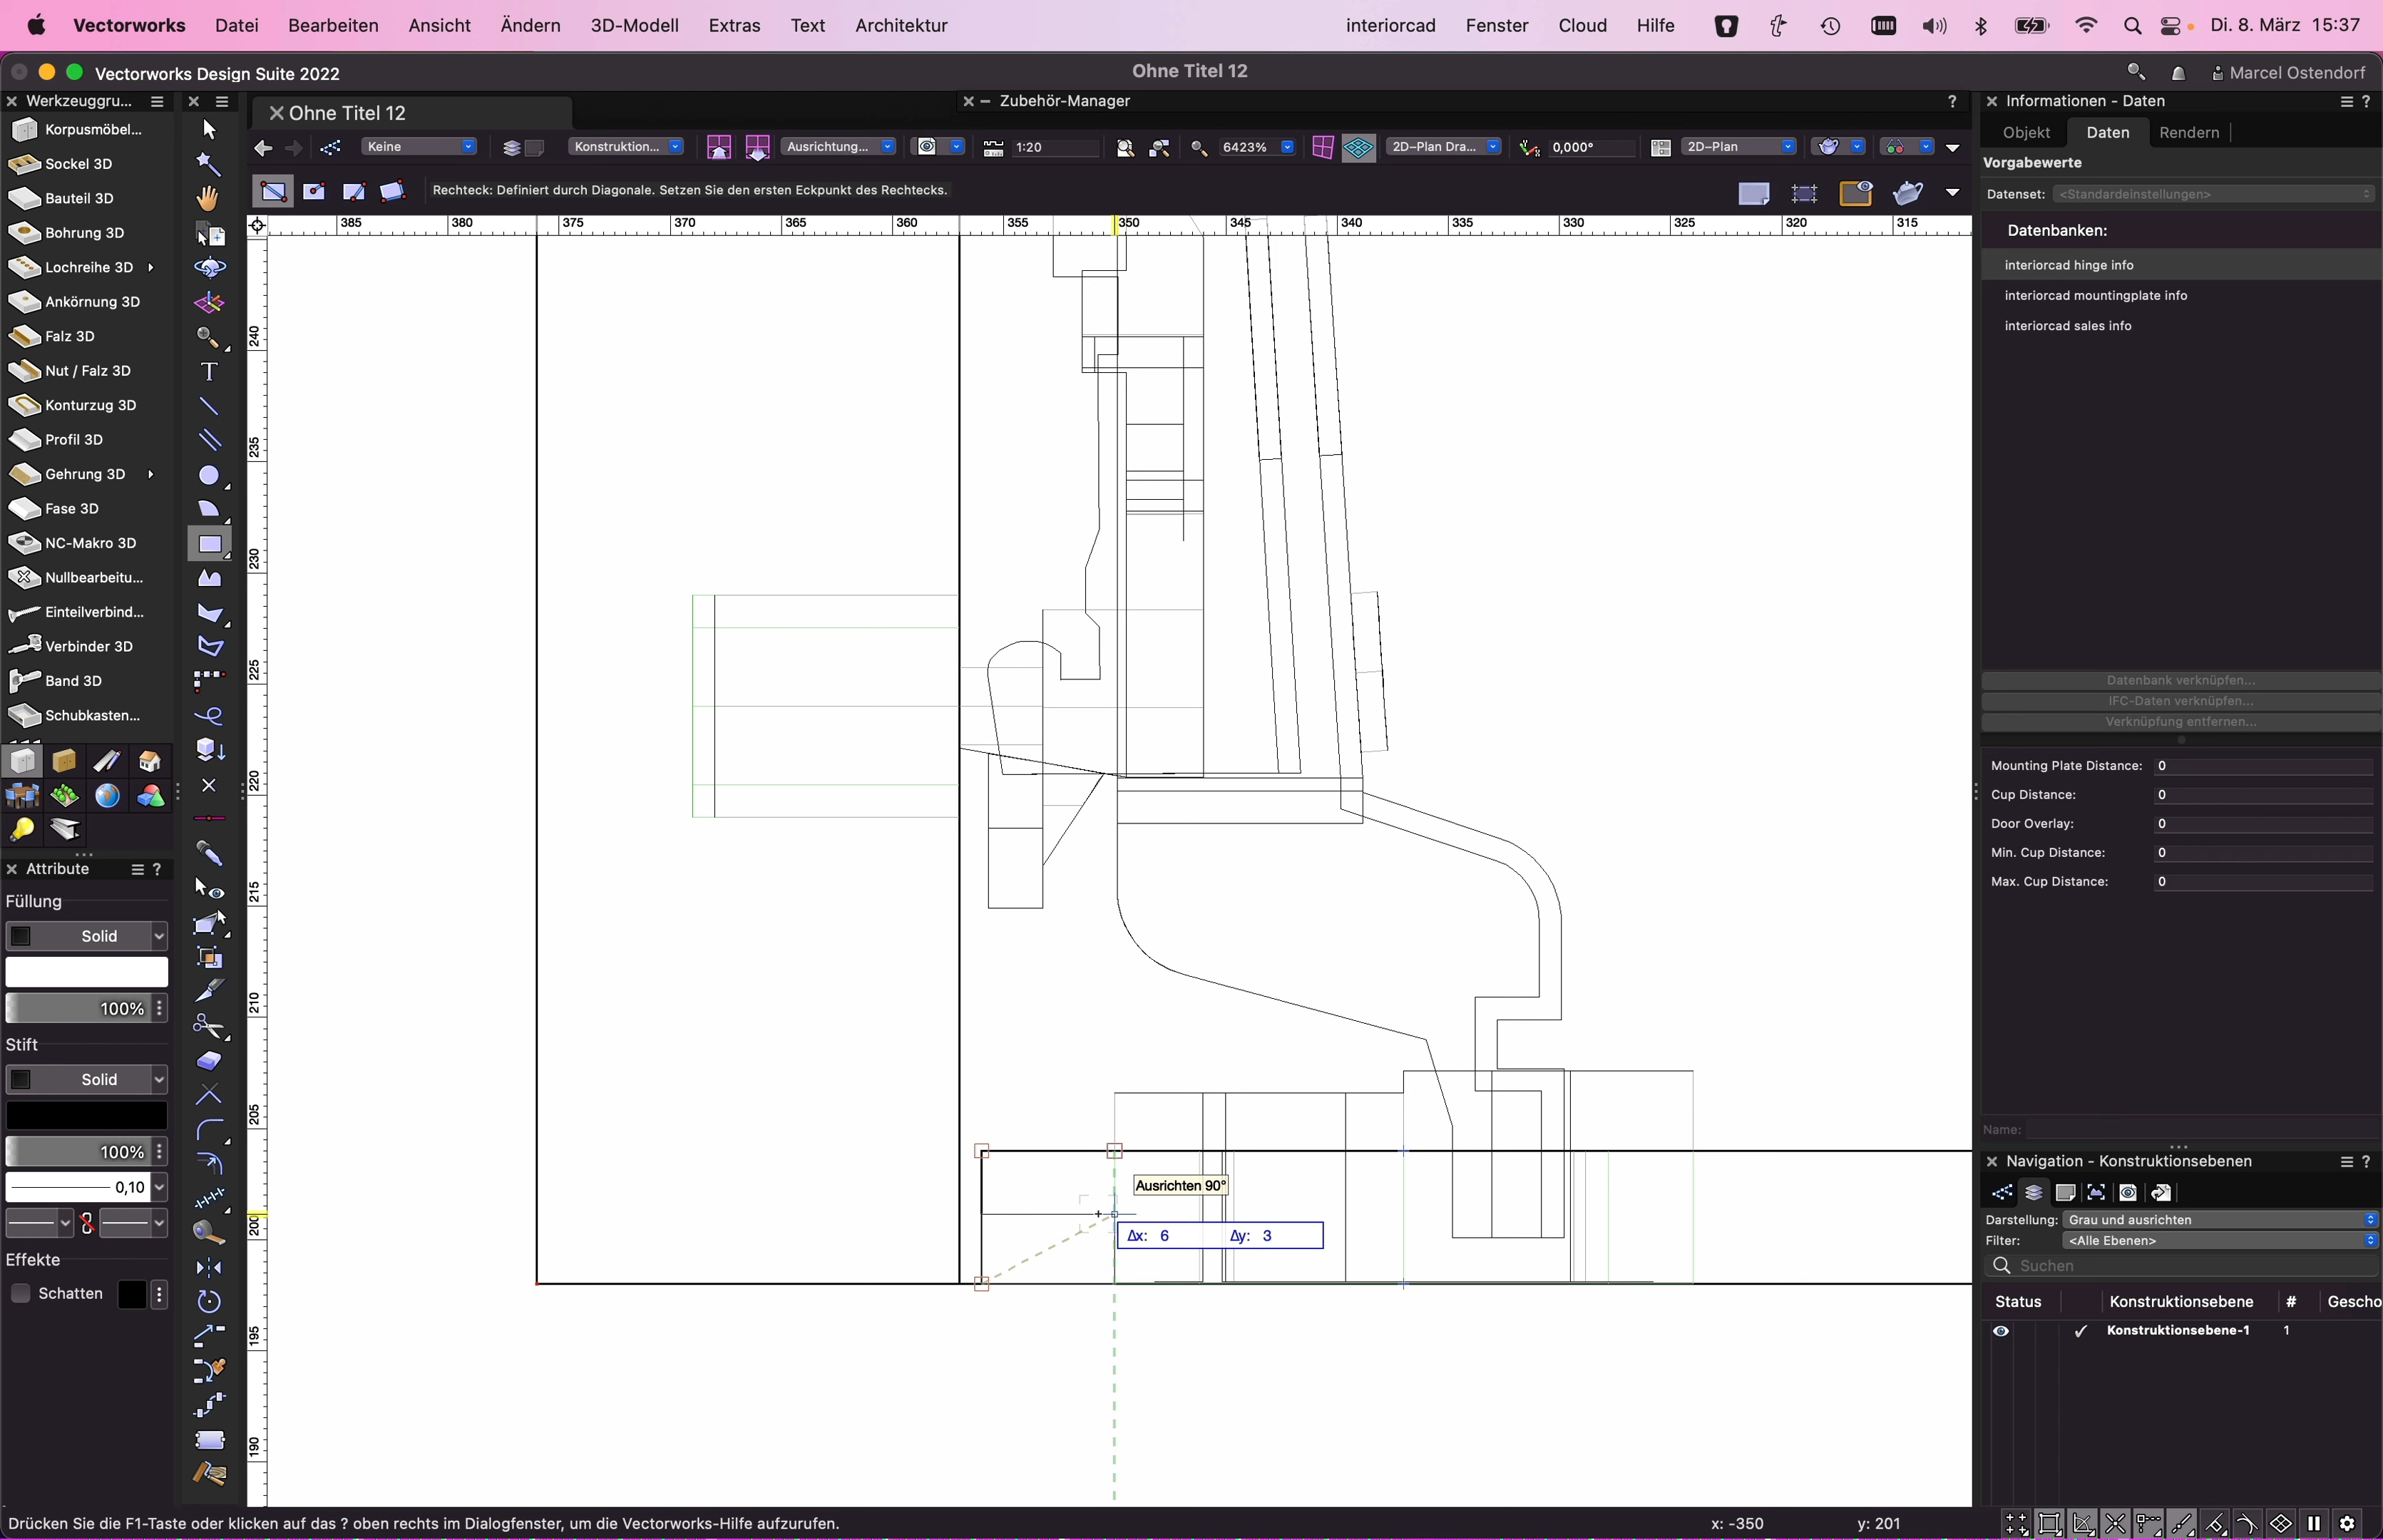 Vectorworks Datei Bearbeiten Ansicht Ändern 3D-Modell Extras Text Architektur interiorcad Fenster Cloud Hilfe Di. 8. März 15:37
Vectorworks Design Suite 2022 Ohne Titel 12 Marcel Ostendorf
Werkzeuggru... Ohne Titel 12 Zubehör-Manager ? Informationen - Daten ?
Keine Konstruktion... Ausrichtung... 1:20 6423% 2D-Plan Dra... 0,000° 2D-Plan
Rechteck: Definiert durch Diagonale. Setzen Sie den ersten Eckpunkt des Rechtecks.
385 380 375 370 365 360 355 350 345 340 335 330 325 320 315
240
235
230
225
220
215
210
205
200
195
190
Korpusmöbel...
Sockel 3D
Bauteil 3D
Bohrung 3D
Lochreihe 3D
Ankörnung 3D
Falz 3D
Nut / Falz 3D
Konturzug 3D
Profil 3D
Gehrung 3D
Fase 3D
NC-Makro 3D
Nullbearbeitu...
Einteilverbind...
Verbinder 3D
Band 3D
Schubkasten...
Attribute ?
Füllung
Solid
100%
Stift
Solid
100%
0,10
Effekte
Schatten
Ausrichten 90°
Δx: 6 Δy: 3
Objekt Daten Rendern
Vorgabewerte
Datenset: <Standardeinstellungen>
Datenbanken:
interiorcad hinge info
interiorcad mountingplate info
interiorcad sales info
Datenbank verknüpfen...
IFC-Daten verknüpfen...
Verknüpfung entfernen...
Mounting Plate Distance: 0
Cup Distance: 0
Door Overlay: 0
Min. Cup Distance: 0
Max. Cup Distance: 0
Name:
Navigation - Konstruktionsebenen ?
Darstellung: Grau und ausrichten
Filter: <Alle Ebenen>
Suchen
Status Konstruktionsebene # Gescho
Konstruktionsebene-1 1
Drücken Sie die F1-Taste oder klicken auf das ? oben rechts im Dialogfenster, um die Vectorworks-Hilfe aufzurufen. x: -350 y: 201